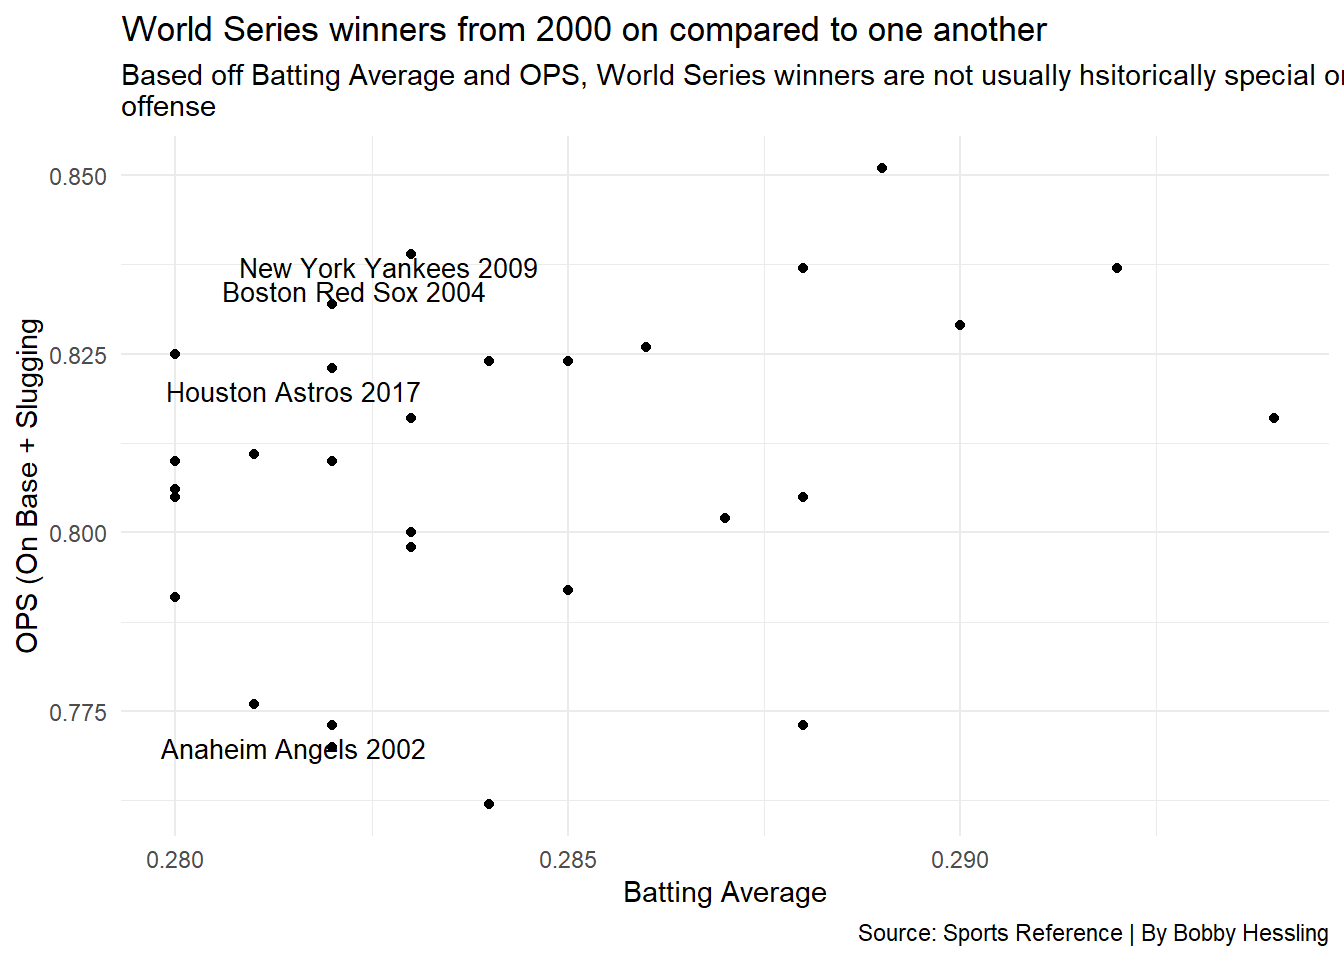 World Series winners from 2000 on compared to one another
Based off Batting Average and OPS, World Series winners are not usually hsitorically special
offense
0.850
New York Yankees 2009
Boston Red Sox 2004
0.825
Houston Astros 2017
0.800
0.775
Anaheim Angels 2002
OPS (On Base + Slugging
0.280
0.285
0.290
Batting Average
Source: Sports Reference | By Bobby Hessling